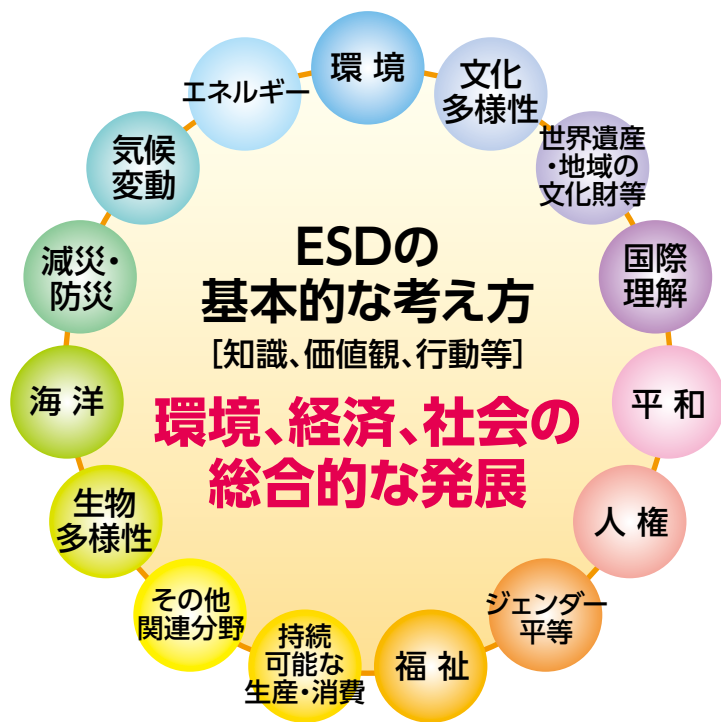 環 境
文化
多様性
世界遺産
・地域の
文化財等
国際
理解
平 和
人 権
ジェンダー
平等
福 祉
持続
可能な
生産・消費
その他
関連分野
生物
多様性
海 洋
減災・
防災
気候
変動
エネルギー
ESDの
基本的な考え方
[知識、価値観、行動等]
環境、経済、社会の
総合的な発展